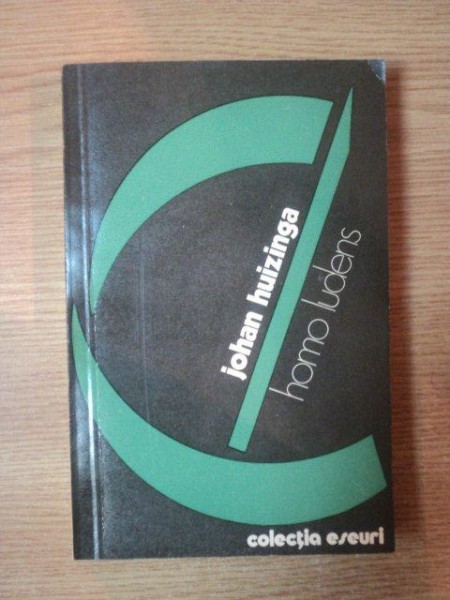 johan huizinga
homo ludens
colecția eseuri